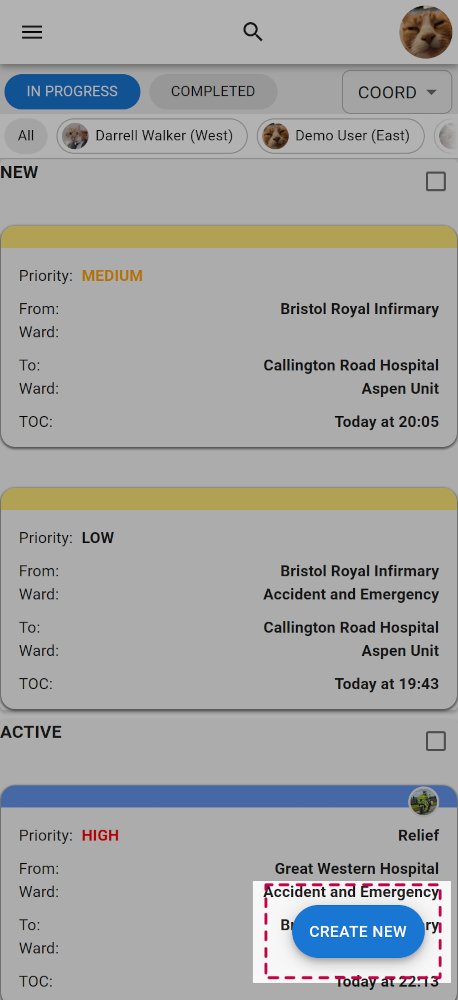 IN PROGRESS COMPLETED COORD
All Darrell Walker (West) Demo User (East)
NEW
Priority: MEDIUM
From: Bristol Royal Infirmary
Ward:
To: Callington Road Hospital
Ward: Aspen Unit
TOC: Today at 20:05
Priority: LOW
From: Bristol Royal Infirmary
Ward: Accident and Emergency
To: Callington Road Hospital
Ward: Aspen Unit
TOC: Today at 19:43
ACTIVE
Priority: HIGH Relief
From: Great Western Hospital
Ward: Accident and Emergency
To:
CREATE NEW
Ward:
TOC: Today at 22:13